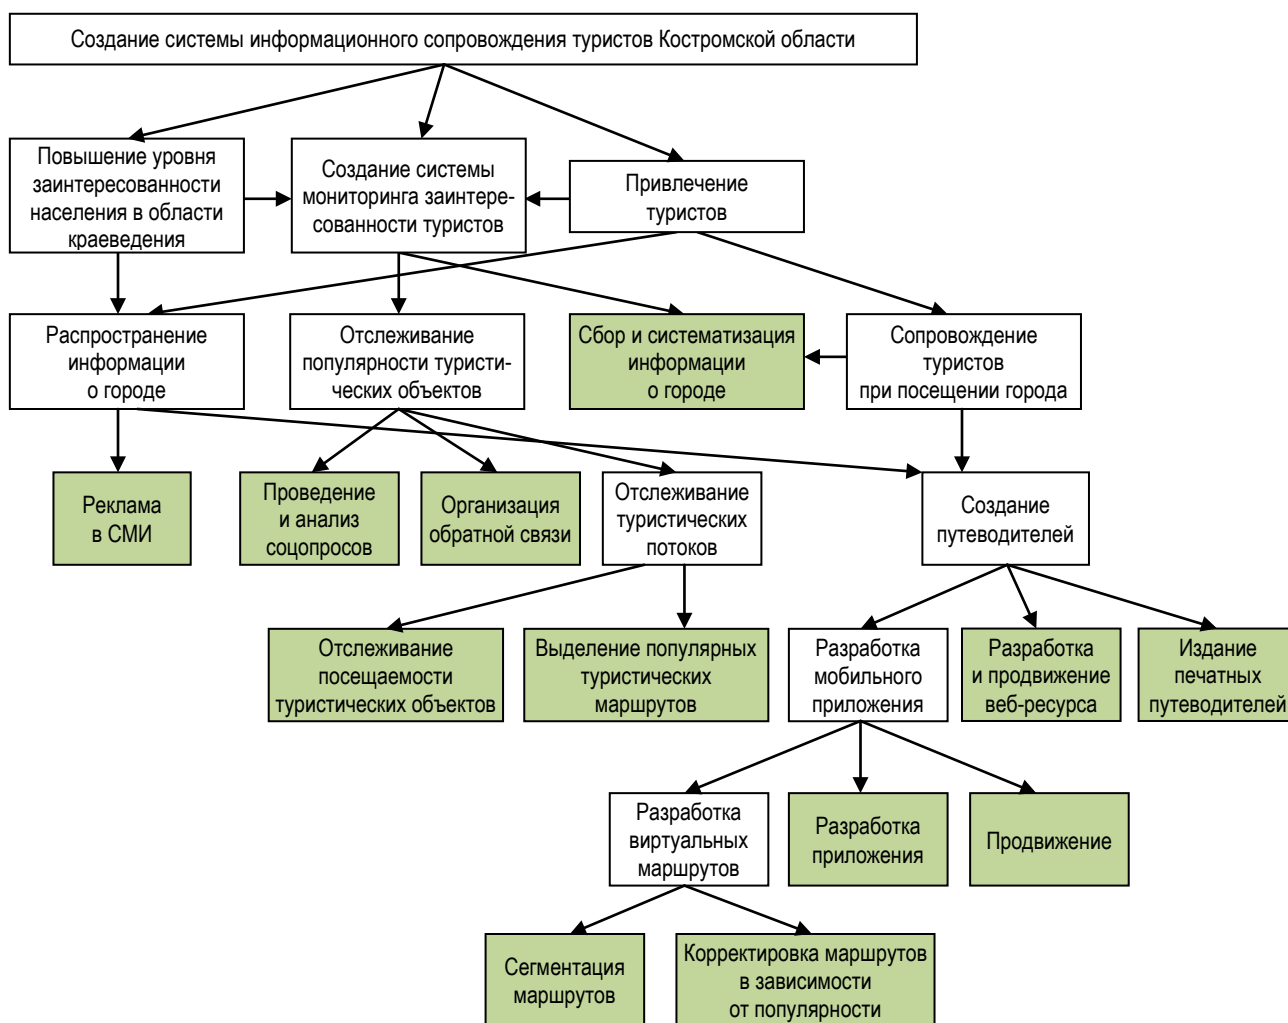 Создание системы информационного сопровождения туристов Костромской области
Повышение уровня
заинтересованности
населения в области
краеведения
Создание системы
мониторинга заинтере-
сованности туристов
Привлечение
туристов
Распространение
информации
о городе
Отслеживание
популярности туристи-
ческих объектов
Сбор и систематизация
информации
о городе
Сопровождение
туристов
при посещении города
Реклама
в СМИ
Проведение
и анализ
соцопросов
Организация
обратной связи
Отслеживание
туристических
потоков
Создание
путеводителей
Отслеживание
посещаемости
туристических объектов
Выделение популярных
туристических
маршрутов
Разработка
мобильного
приложения
Разработка
и продвижение
веб-ресурса
Издание
печатных
путеводителей
Разработка
виртуальных
маршрутов
Разработка
приложения
Продвижение
Сегментация
маршрутов
Корректировка маршрутов
в зависимости
от популярности